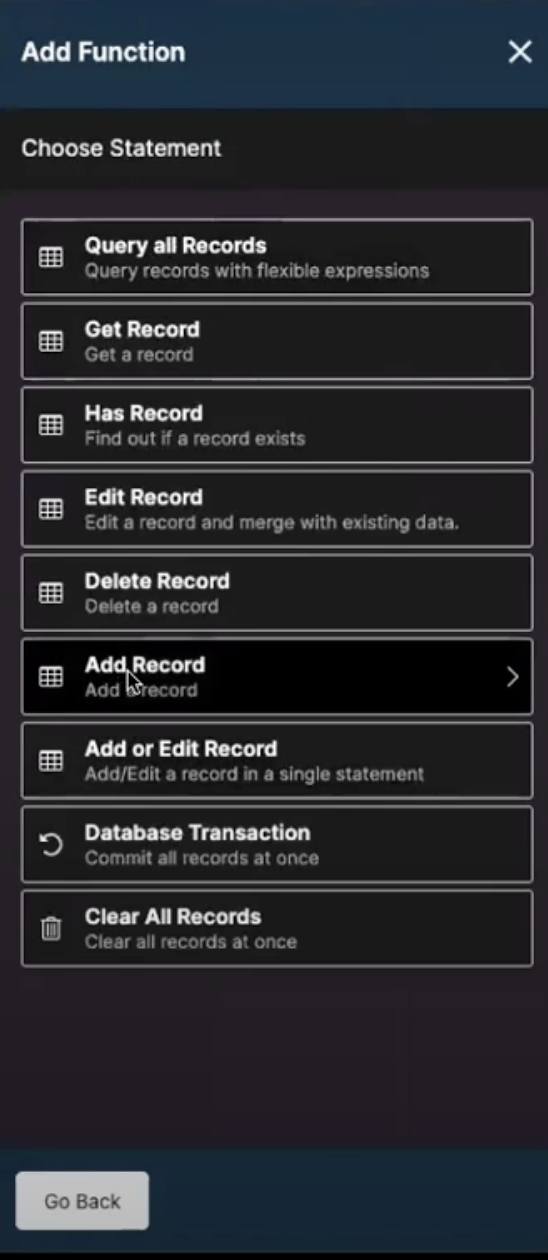 Add Function
Choose Statement
Query all Records
Query records with flexible expressions
Get Record
Get a record
Has Record
Find out if a record exists
Edit Record
Edit a record and merge with existing data.
Delete Record
Delete a record
Add Record
Add a record
Add or Edit Record
Add/Edit a record in a single statement
Database Transaction
Commit all records at once
Clear All Records
Clear all records at once
Go Back